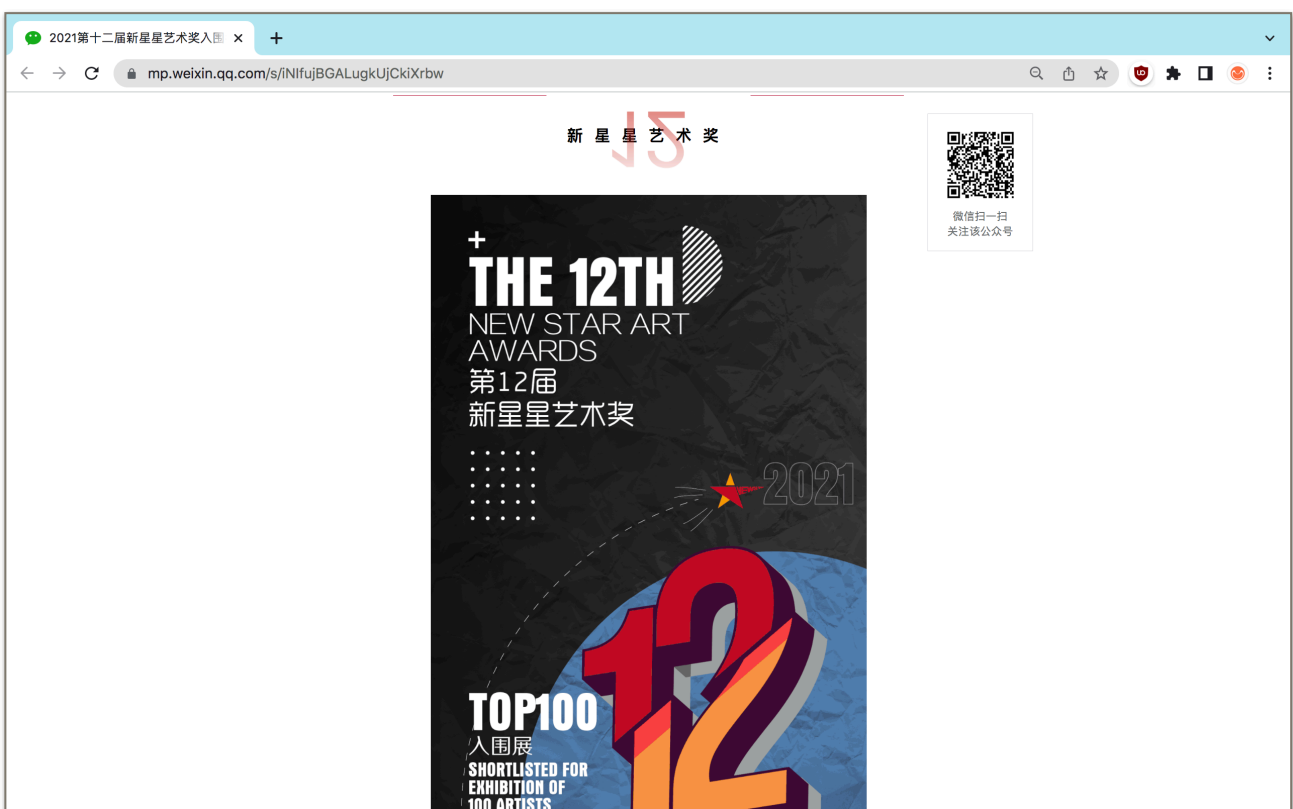 2021第十二届新星星艺术奖入围
mp.weixin.qq.com/s/iNIfujBGALugkUjCkiXrbw
12
新星星艺术奖
微信扫一扫
关注该公众号
THE 12TH
NEW STAR ART
AWARDS
第12届
新星星艺术奖
2021
12
12
TOP100
入围展
SHORTLISTED FOR
EXHIBITION OF
100 ARTISTS